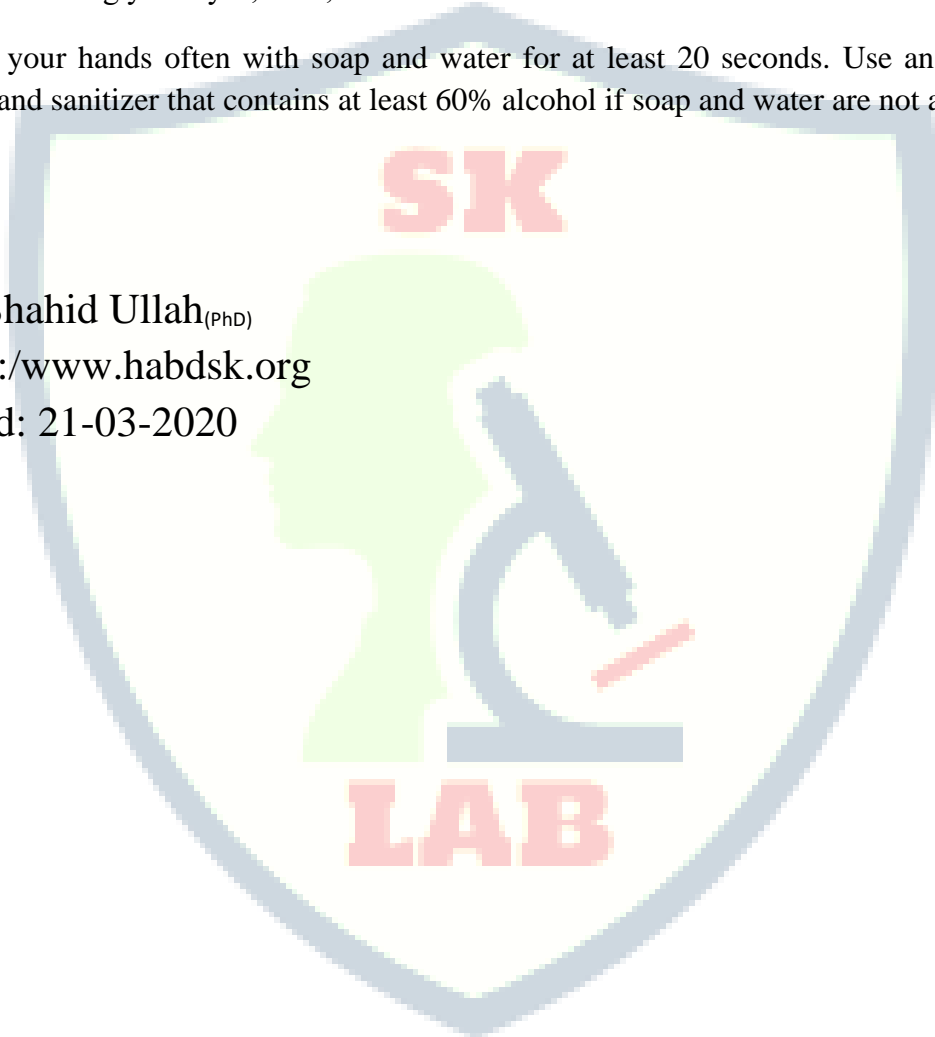 your hands often with soap and water for at least 20 seconds. Use an
and sanitizer that contains at least 60% alcohol if soap and water are not a
SK
hahid Ullah(PhD)
:/www.habdsk.org
d: 21-03-2020
LAB